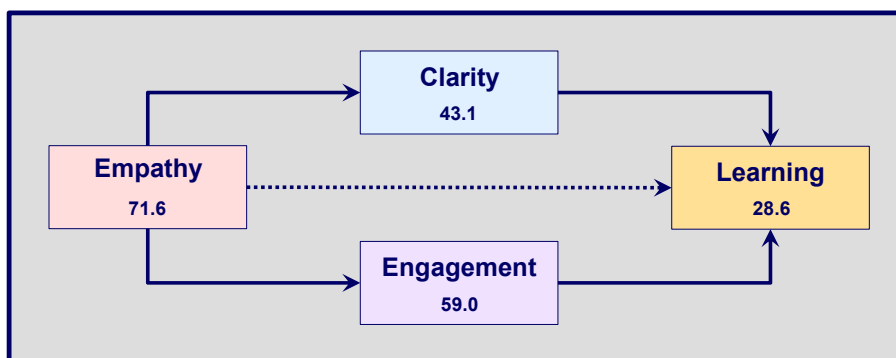 Clarity
43.1
Empathy
71.6
Learning
28.6
Engagement
59.0